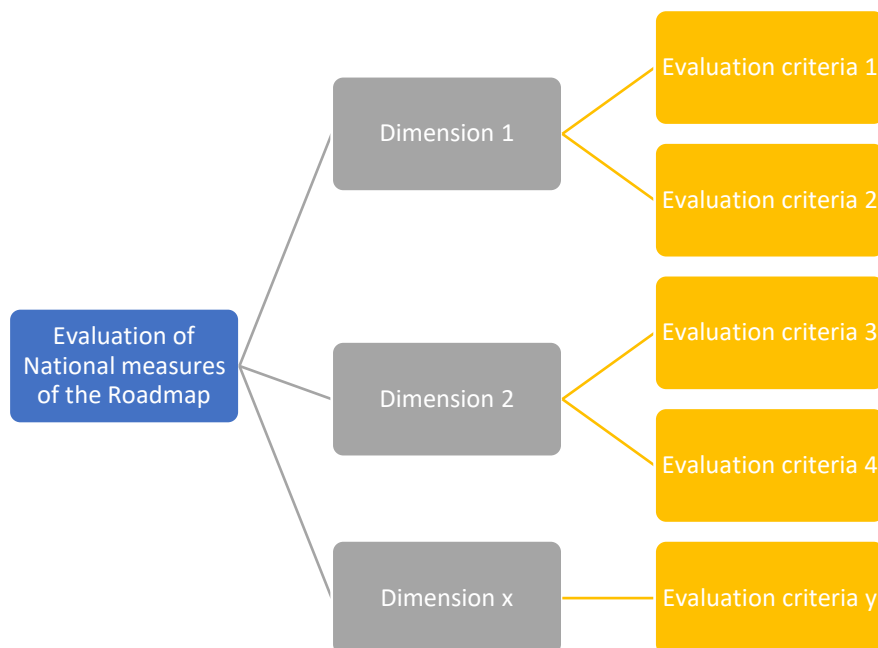 Evaluation criteria 1
Dimension 1
Evaluation criteria 2
Evaluation of
National measures
of the Roadmap
Evaluation criteria 3
Dimension 2
Evaluation criteria 4
Dimension x
Evaluation criteria y